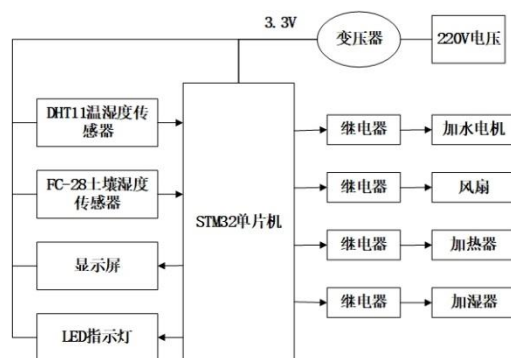 3.3V
变压器
220V电压
DHT11温湿度传
感器
继电器
加水电机
FC-28土壤湿度
传感器
继电器
风扇
STM32单片机
显示屏
继电器
加热器
LED指示灯
继电器
加湿器